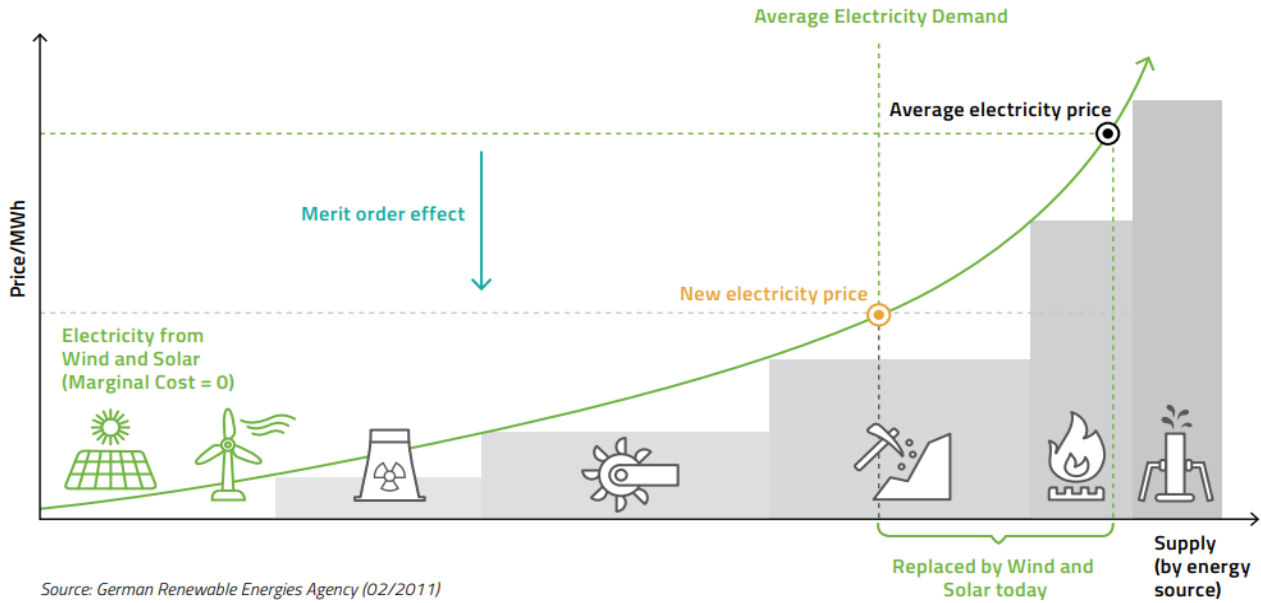 Average Electricity Demand
Average electricity price
Price/MWh
Merit order effect
New electricity price
Electricity from
Wind and Solar
(Marginal Cost = 0)
Replaced by Wind and
Solar today
Supply
(by energy
source)
Source: German Renewable Energies Agency (02/2011)